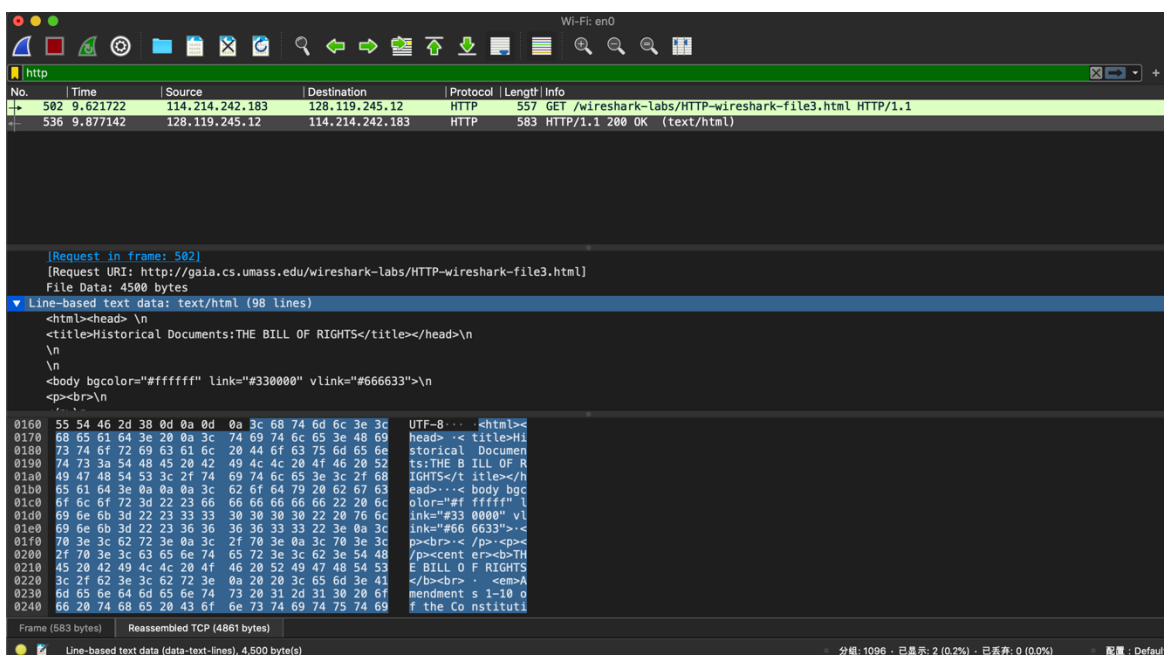 Wi-Fi: en0
http
No. Time Source Destination Protocol Length Info
502 9.621722 114.214.242.183 128.119.245.12 HTTP 557 GET /wireshark-labs/HTTP-wireshark-file3.html HTTP/1.1
536 9.877142 128.119.245.12 114.214.242.183 HTTP 583 HTTP/1.1 200 OK (text/html)
[Request in frame: 502]
[Request URI: http://gaia.cs.umass.edu/wireshark-labs/HTTP-wireshark-file3.html]
File Data: 4500 bytes
Line-based text data: text/html (98 lines)
<html><head> \n
<title>Historical Documents:THE BILL OF RIGHTS</title></head>\n
\n
\n
<body bgcolor="#ffffff" link="#330000" vlink="#666633">\n
<p><br>\n
0160 55 54 46 2d 38 0d 0a 0d 0a 3c 68 74 6d 6c 3e 3c UTF-8··· ·<html><
0170 68 65 61 64 3e 20 0a 3c 74 69 74 6c 65 3e 48 69 head> ·< title>Hi
0180 73 74 6f 72 69 63 61 6c 20 44 6f 63 75 6d 65 6e storical Documen
0190 74 73 3a 54 48 45 20 42 49 4c 4c 20 4f 46 20 52 ts:THE B ILL OF R
01a0 49 47 48 54 53 3c 2f 74 69 74 6c 65 3e 3c 2f 68 IGHTS</t itle></h
01b0 65 61 64 3e 0a 0a 0a 3c 62 6f 64 79 20 62 67 63 ead>···< body bgc
01c0 6f 6c 6f 72 3d 22 23 66 66 66 66 66 66 22 20 6c olor="#f fffff" l
01d0 69 6e 6b 3d 22 23 33 33 30 30 30 30 22 20 76 6c ink="#33 0000" vl
01e0 69 6e 6b 3d 22 23 36 36 36 36 33 33 22 3e 0a 3c ink="#66 6633">·<
01f0 70 3e 3c 62 72 3e 0a 3c 2f 70 3e 0a 3c 70 3e 3c p><br>·< /p>·<p><
0200 2f 70 3e 3c 63 65 6e 74 65 72 3e 3c 62 3e 54 48 /p><cent er><b>TH
0210 45 20 42 49 4c 4c 20 4f 46 20 52 49 47 48 54 53 E BILL O F RIGHTS
0220 3c 2f 62 3e 3c 62 72 3e 0a 20 20 3c 65 6d 3e 41 </b><br> · <em>A
0230 6d 65 6e 64 6d 65 6e 74 73 20 31 2d 31 30 20 6f mendment s 1-10 o
0240 66 20 74 68 65 20 43 6f 6e 73 74 69 74 75 74 69 f the Co nstituti
Frame (583 bytes) Reassembled TCP (4861 bytes)
Line-based text data (data-text-lines), 4,500 byte(s) 分组: 1096 · 已显示: 2 (0.2%) · 已丢弃: 0 (0.0%) 配置 : Default